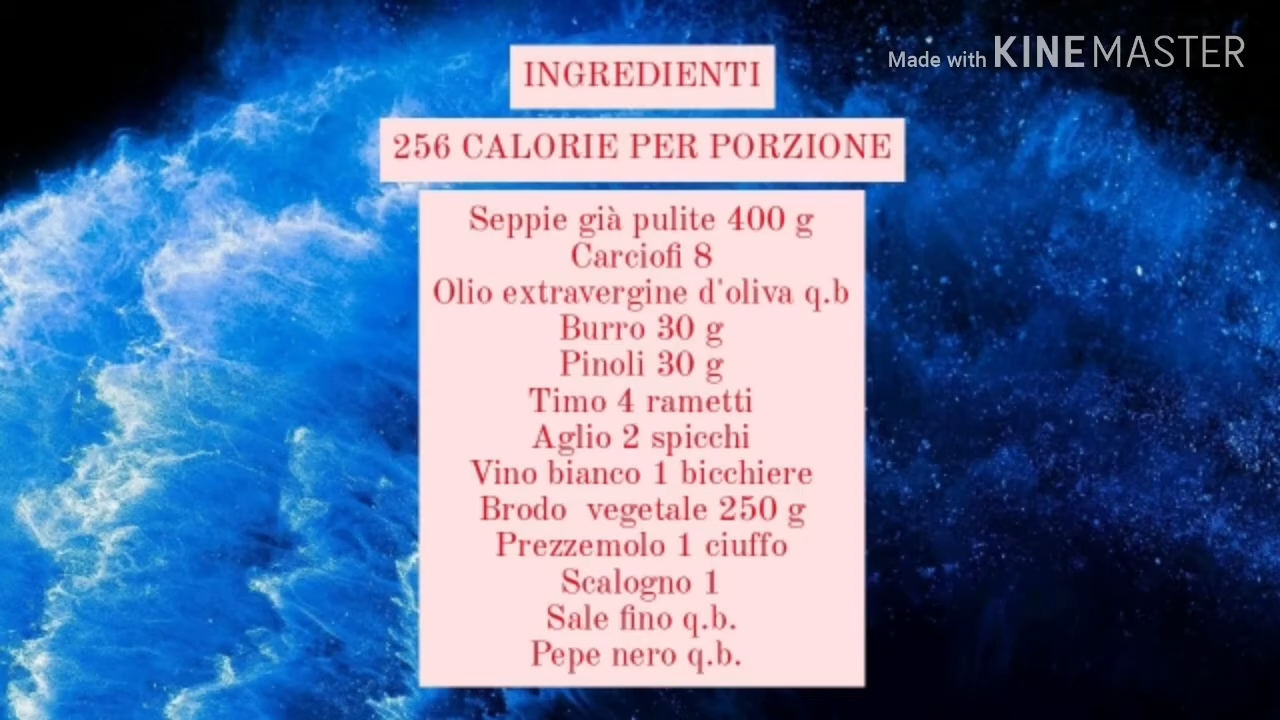 Made with KINEMASTER
INGREDIENTI
256 CALORIE PER PORZIONE
Seppie già pulite 400 g
Carciofi 8
Olio extravergine d'oliva q.b
Burro 30 g
Pinoli 30 g
Timo 4 rametti
Aglio 2 spicchi
Vino bianco 1 bicchiere
Brodo  vegetale 250 g
Prezzemolo 1 ciuffo
Scalogno 1
Sale fino q.b.
Pepe nero q.b.